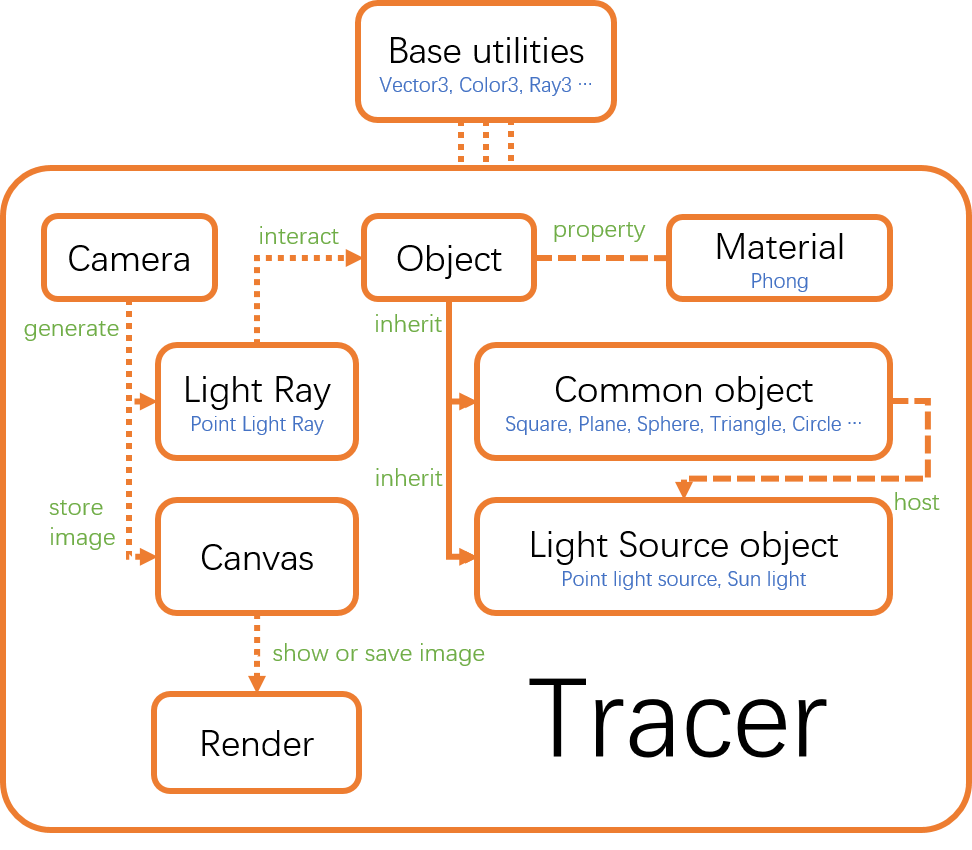 Base utilities
Vector3, Color3, Ray3 ···
interact
property
Camera
Object
Material
Phong
generate
inherit
Light Ray
Point Light Ray
Common object
Square, Plane, Sphere, Triangle, Circle ···
inherit
host
store
image
Canvas
Light Source object
Point light source, Sun light
show or save image
Render
Tracer